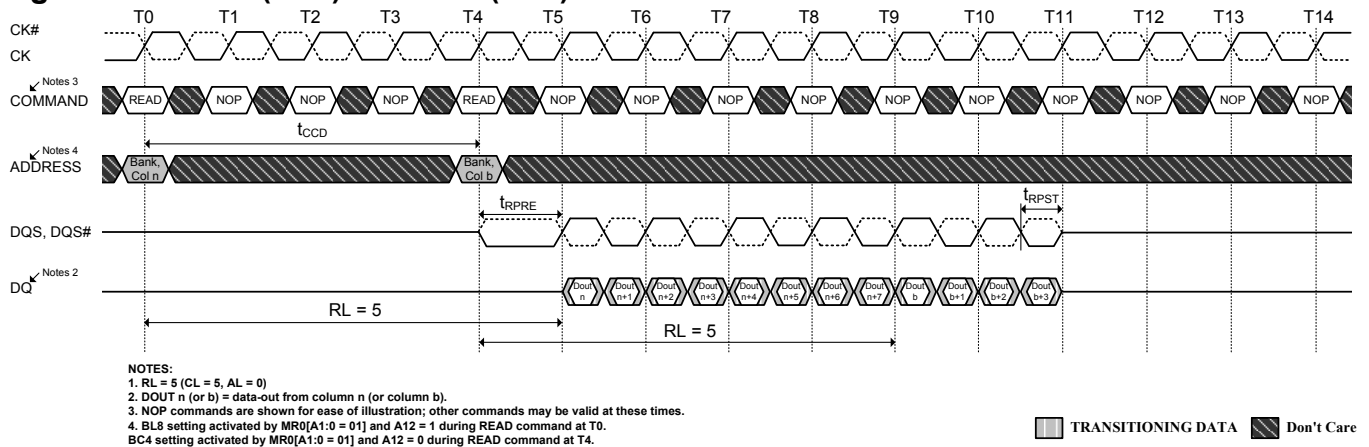 T0 T1 T2 T3 T4 T5 T6 T7 T8 T9 T10 T11 T12 T13 T14
CK#
CK
Notes 3
COMMAND
READ NOP NOP NOP READ NOP NOP NOP NOP NOP NOP NOP NOP NOP NOP
tCCD
Notes 4
ADDRESS
Bank, Col n
Bank, Col b
tRPRE
tRPST
DQS, DQS#
Notes 2
DQ
Dout n
Dout n+1
Dout n+2
Dout n+3
Dout n+4
Dout n+5
Dout n+6
Dout n+7
Dout b
Dout b+1
Dout b+2
Dout b+3
RL = 5
RL = 5
NOTES:
1. RL = 5 (CL = 5, AL = 0)
2. DOUT n (or b) = data-out from column n (or column b).
3. NOP commands are shown for ease of illustration; other commands may be valid at these times.
4. BL8 setting activated by MR0[A1:0 = 01] and A12 = 1 during READ command at T0.
BC4 setting activated by MR0[A1:0 = 01] and A12 = 0 during READ command at T4.
TRANSITIONING DATA
Don't Care